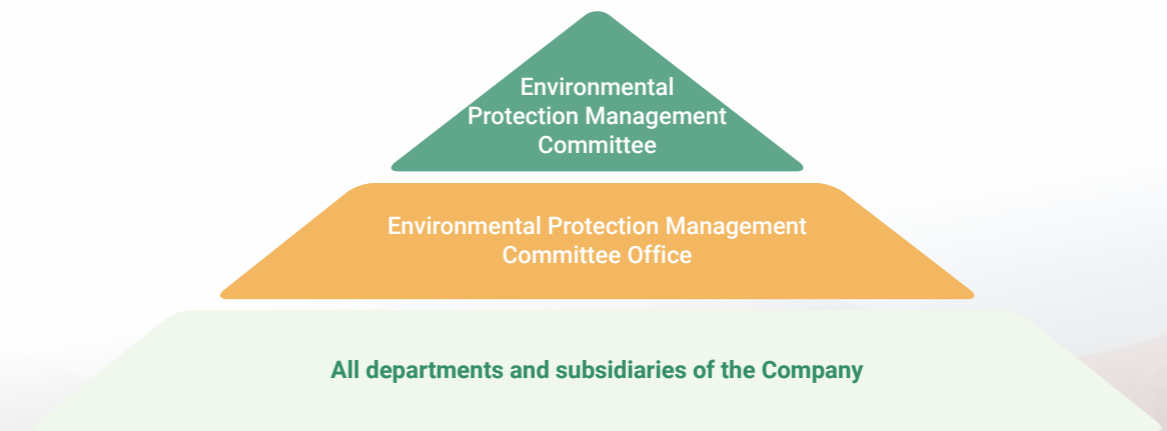 Environmental
Protection Management
Committee
Environmental Protection Management
Committee Office
All departments and subsidiaries of the Company